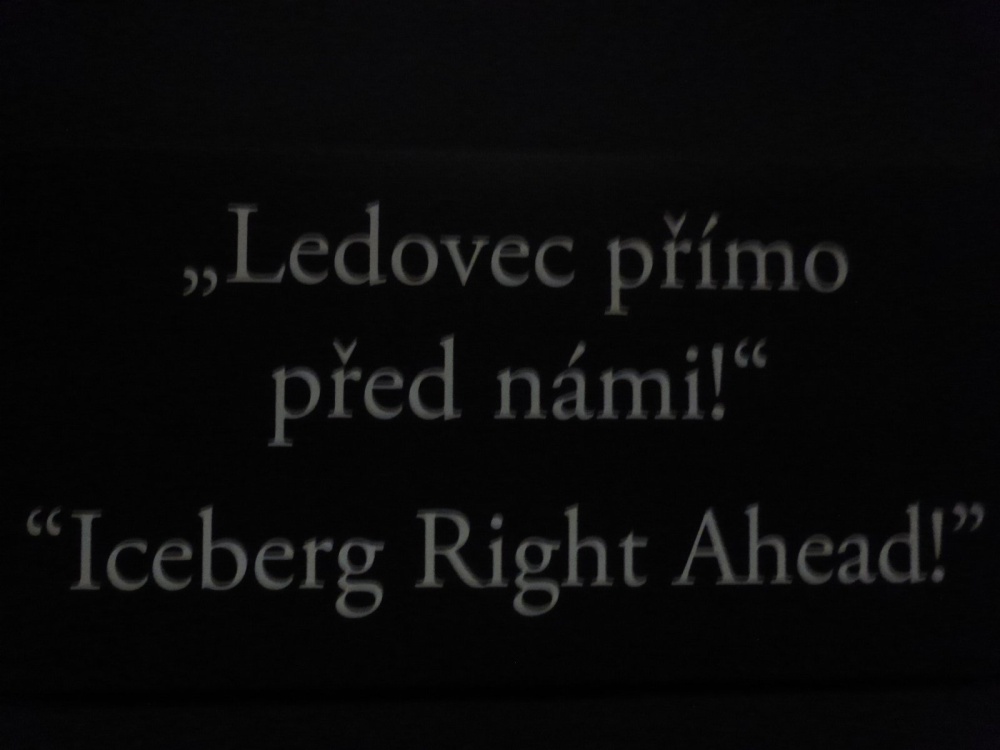 „Ledovec přímo
před námi!“
“Iceberg Right Ahead!”